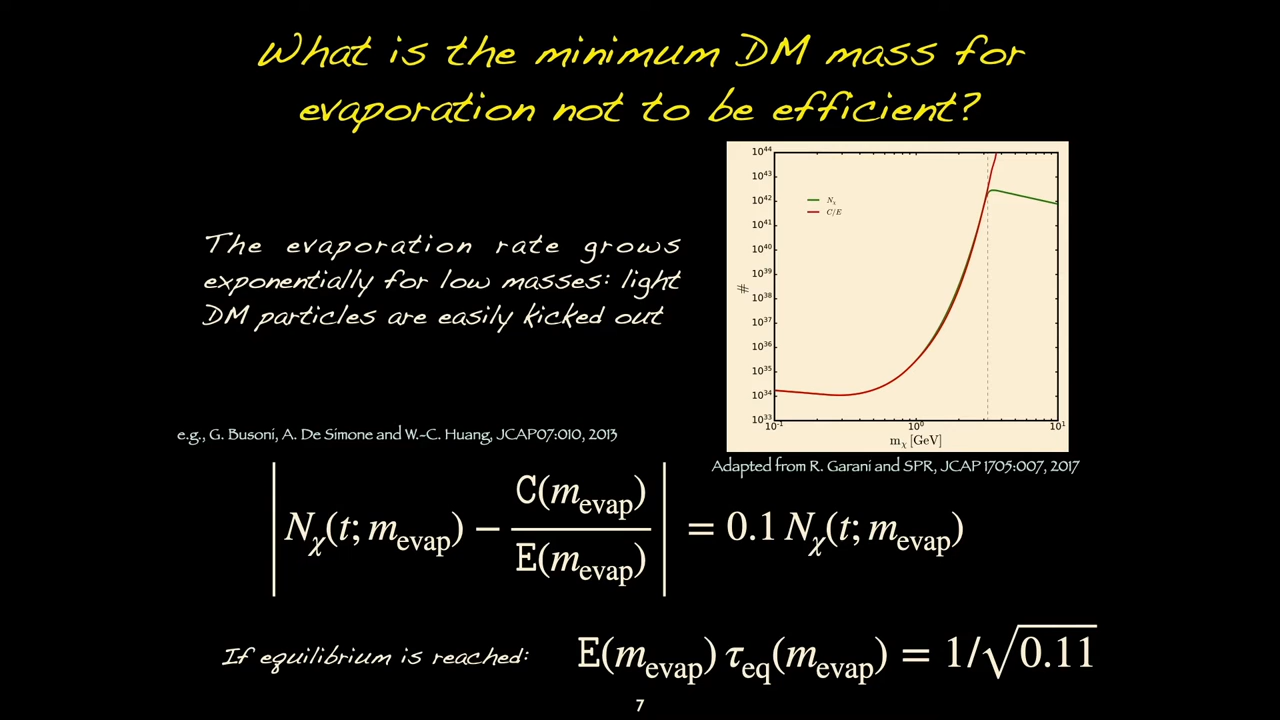 What is the minimum DM mass for
evaporation not to be efficient?
The evaporation rate grows
exponentially for low masses: light
DM particles are easily kicked out
10⁴⁴
10⁴³
10⁴²
10⁴¹
10⁴⁰
10³⁹
10³⁸
10³⁷
10³⁶
10³⁵
10³⁴
10³³
#
Nχ
C/E
10⁻¹
10⁰
10¹
mχ [GeV]
e.g., G. Busoni, A. De Simone and W.-C. Huang, JCAP07:010, 2013
Adapted from R. Garani and SPR, JCAP 1705:007, 2017
| Nχ(t; m_evap) − C(m_evap) / E(m_evap) | = 0.1 Nχ(t; m_evap)
If equilibrium is reached: E(m_evap) τ_eq(m_evap) = 1/√0.11
7